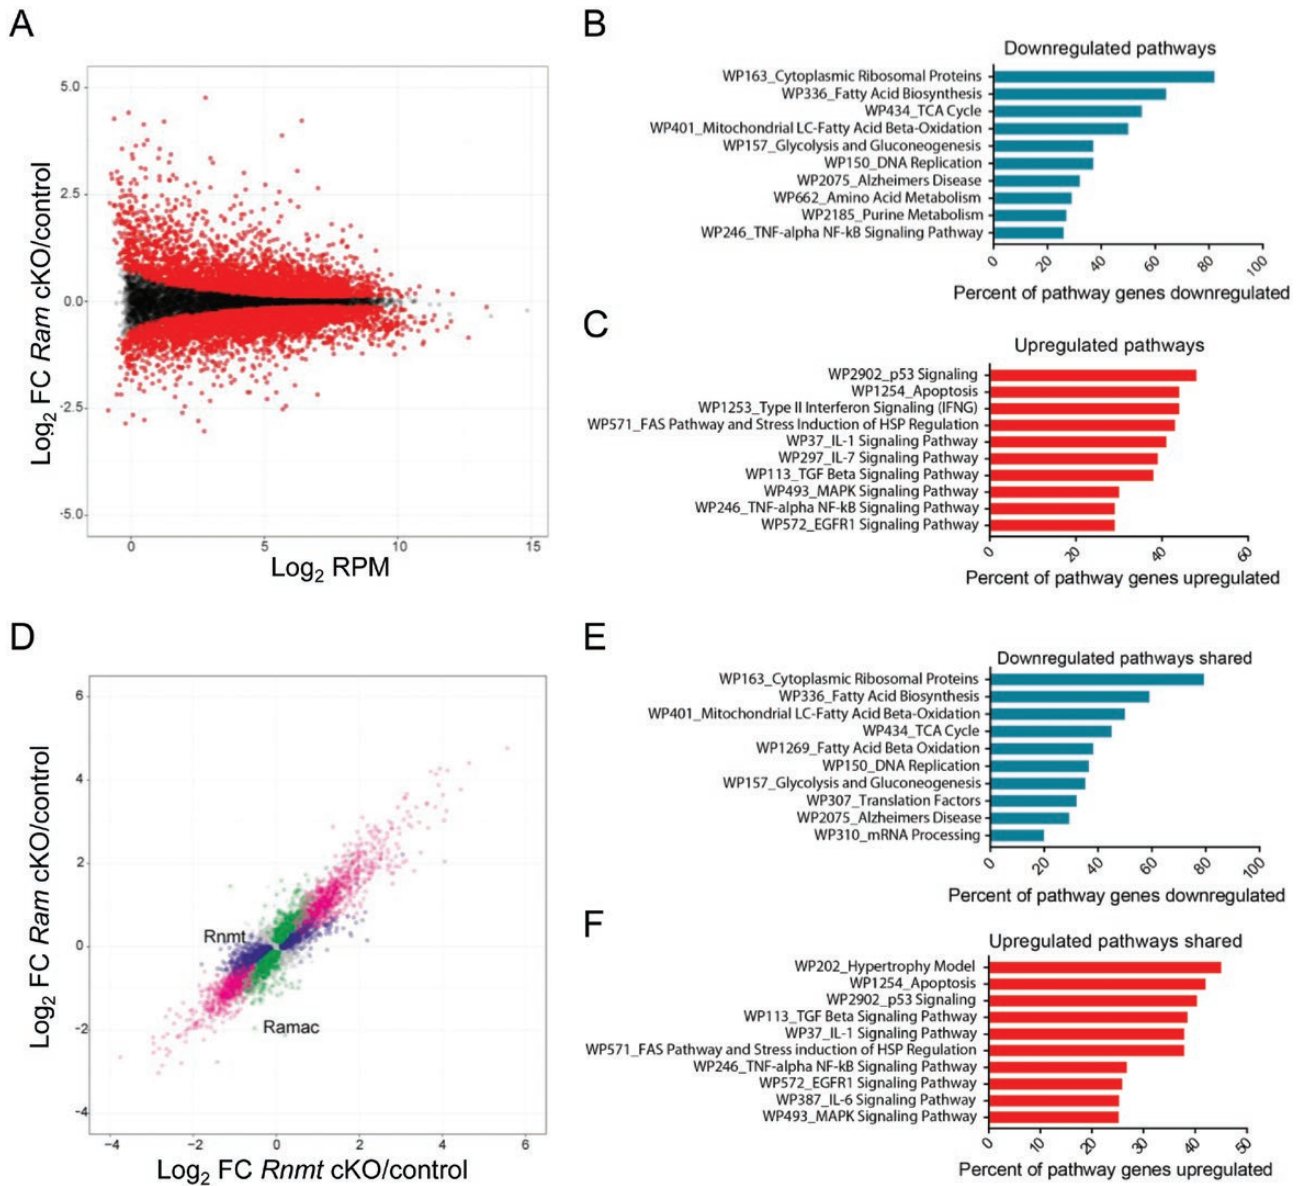 A
5.0
2.5
0.0
-2.5
-5.0
Log2 FC Ram cKO/control
0 5 10 15
Log2 RPM
B
Downregulated pathways
WP163_Cytoplasmic Ribosomal Proteins
WP336_Fatty Acid Biosynthesis
WP434_TCA Cycle
WP401_Mitochondrial LC-Fatty Acid Beta-Oxidation
WP157_Glycolysis and Gluconeogenesis
WP150_DNA Replication
WP2075_Alzheimers Disease
WP662_Amino Acid Metabolism
WP2185_Purine Metabolism
WP246_TNF-alpha NF-kB Signaling Pathway
0 20 40 60 80 100
Percent of pathway genes downregulated
C
Upregulated pathways
WP2902_p53 Signaling
WP1254_Apoptosis
WP1253_Type II Interferon Signaling (IFNG)
WP571_FAS Pathway and Stress Induction of HSP Regulation
WP37_IL-1 Signaling Pathway
WP297_IL-7 Signaling Pathway
WP113_TGF Beta Signaling Pathway
WP493_MAPK Signaling Pathway
WP246_TNF-alpha NF-kB Signaling Pathway
WP572_EGFR1 Signaling Pathway
0 20 40 60
Percent of pathway genes upregulated
D
6
4
2
0
-2
-4
Log2 FC Ram cKO/control
Rnmt
Ramac
-4 -2 0 2 4 6
Log2 FC Rnmt cKO/control
E
Downregulated pathways shared
WP163_Cytoplasmic Ribosomal Proteins
WP336_Fatty Acid Biosynthesis
WP401_Mitochondrial LC-Fatty Acid Beta-Oxidation
WP434_TCA Cycle
WP1269_Fatty Acid Beta Oxidation
WP150_DNA Replication
WP157_Glycolysis and Gluconeogenesis
WP307_Translation Factors
WP2075_Alzheimers Disease
WP310_mRNA Processing
0 20 40 60 80 100
Percent of pathway genes downregulated
F
Upregulated pathways shared
WP202_Hypertrophy Model
WP1254_Apoptosis
WP2902_p53 Signaling
WP113_TGF Beta Signaling Pathway
WP37_IL-1 Signaling Pathway
WP571_FAS Pathway and Stress induction of HSP Regulation
WP246_TNF-alpha NF-kB Signaling Pathway
WP572_EGFR1 Signaling Pathway
WP387_IL-6 Signaling Pathway
WP493_MAPK Signaling Pathway
0 10 20 30 40 50
Percent of pathway genes upregulated